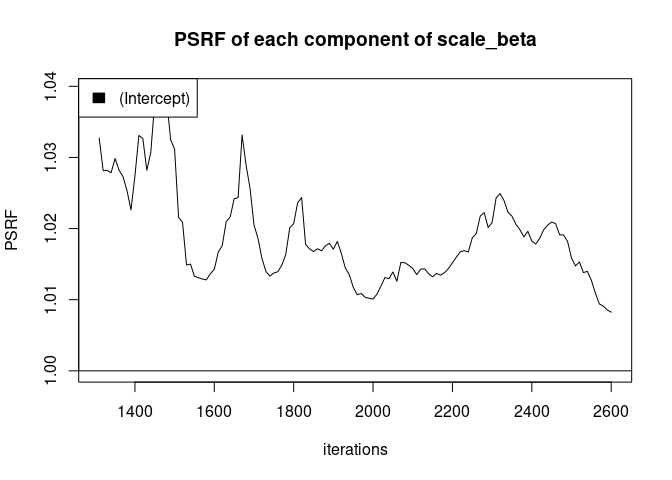 PSRF of each component of scale_beta
(Intercept)
1.04
1.03
1.02
1.01
1.00
PSRF
1400 1600 1800 2000 2200 2400 2600
iterations